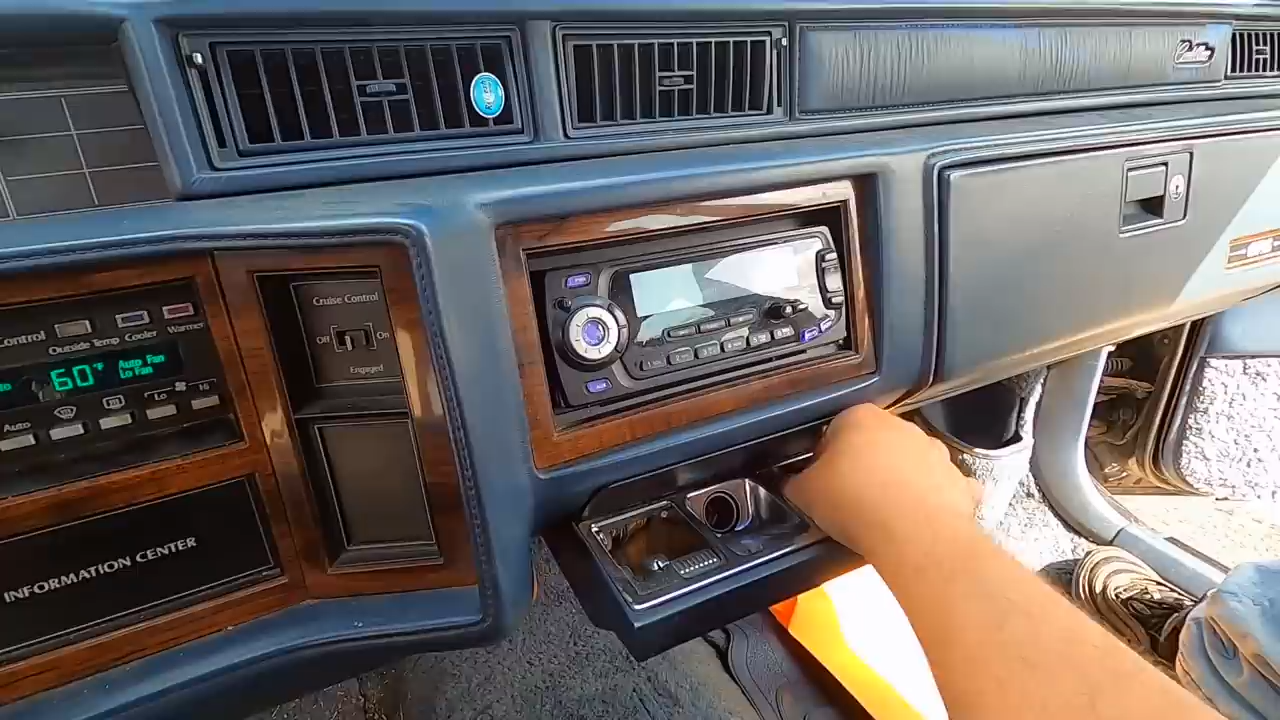 Cadillac
Control
Outside Temp Cooler Warmer
60°F Auto Fan
Lo Fan
Auto
Lo
Hi
Cruise Control
Off On
Engaged
INFORMATION CENTER